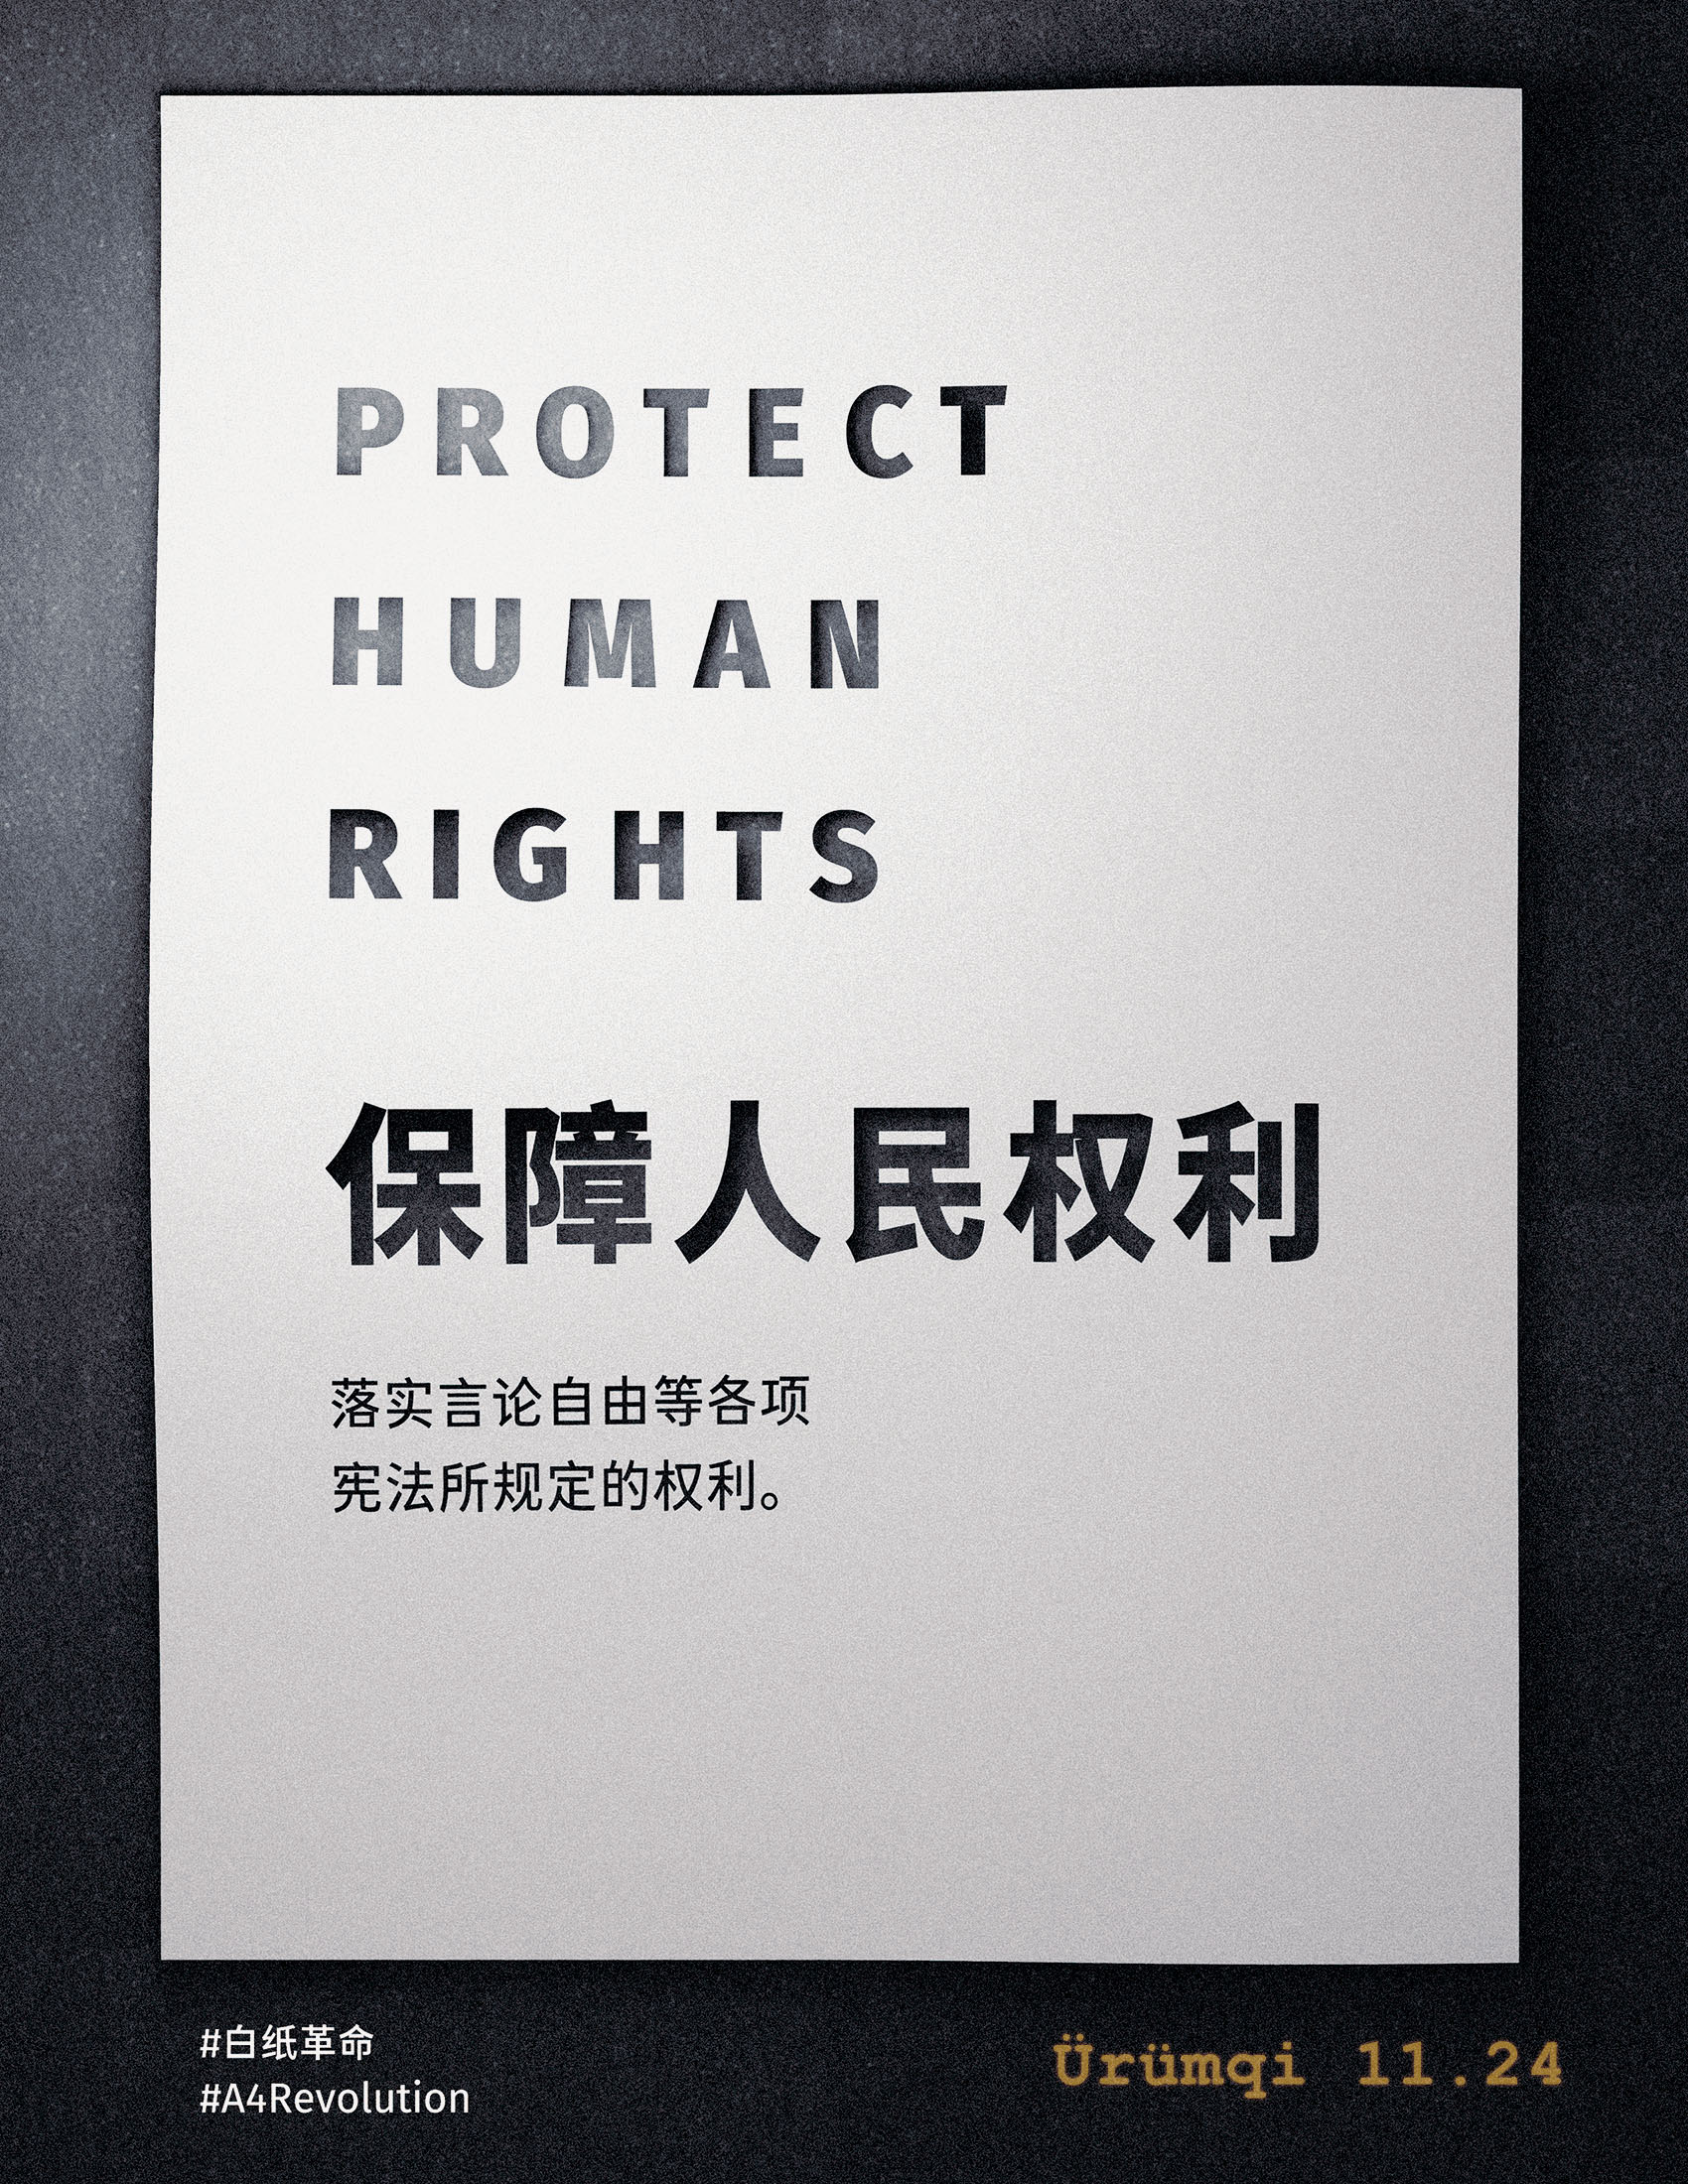 PROTECT
HUMAN
RIGHTS
保障人民权利
落实言论自由等各项
宪法所规定的权利。
#白纸革命
#A4Revolution
Ürümqi 11.24